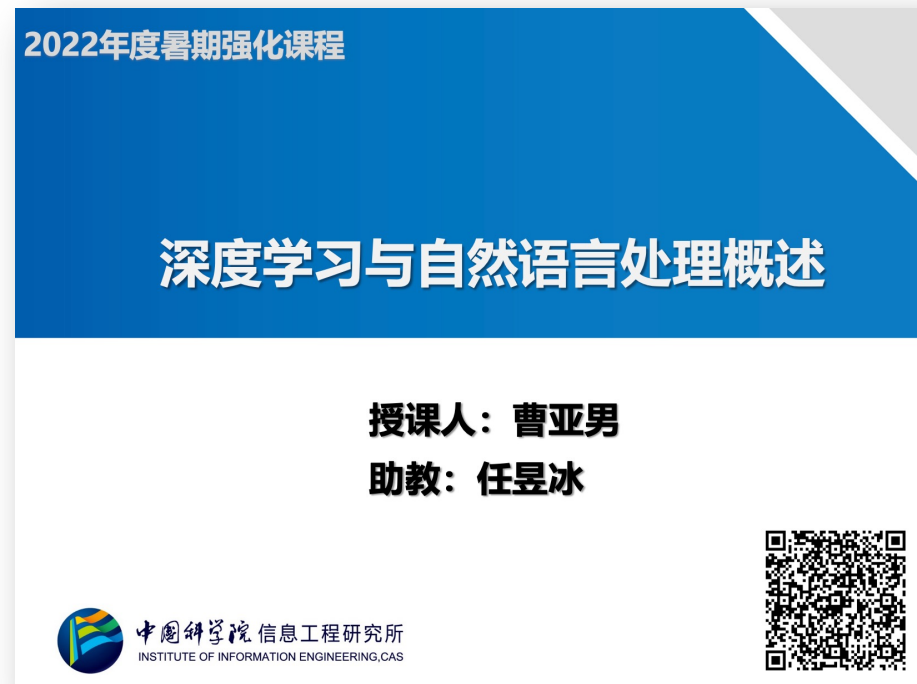 2022年度暑期强化课程
深度学习与自然语言处理概述
授课人：曹亚男
助教：任昱冰
中国科学院 信息工程研究所
INSTITUTE OF INFORMATION ENGINEERING,CAS